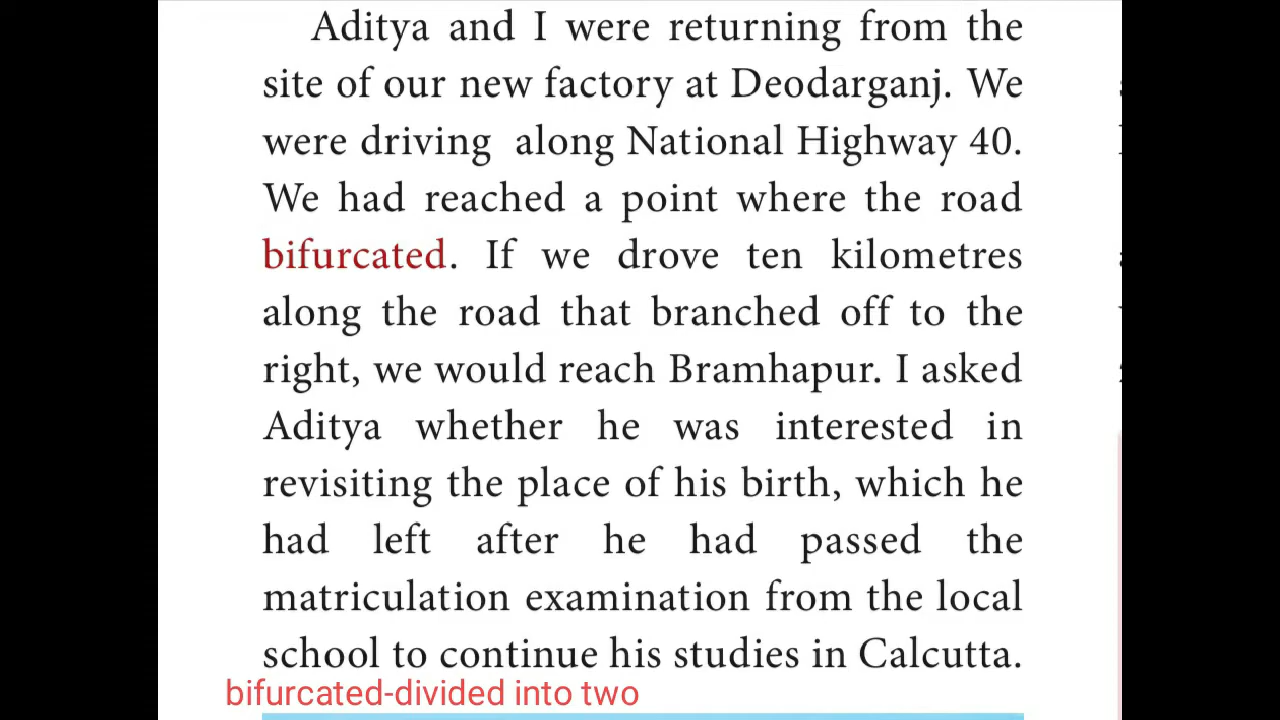 Aditya and I were returning from the
site of our new factory at Deodarganj. We
were driving along National Highway 40.
We had reached a point where the road
bifurcated. If we drove ten kilometres
along the road that branched off to the
right, we would reach Bramhapur. I asked
Aditya whether he was interested in
revisiting the place of his birth, which he
had left after he had passed the
matriculation examination from the local
school to continue his studies in Calcutta.
bifurcated-divided into two